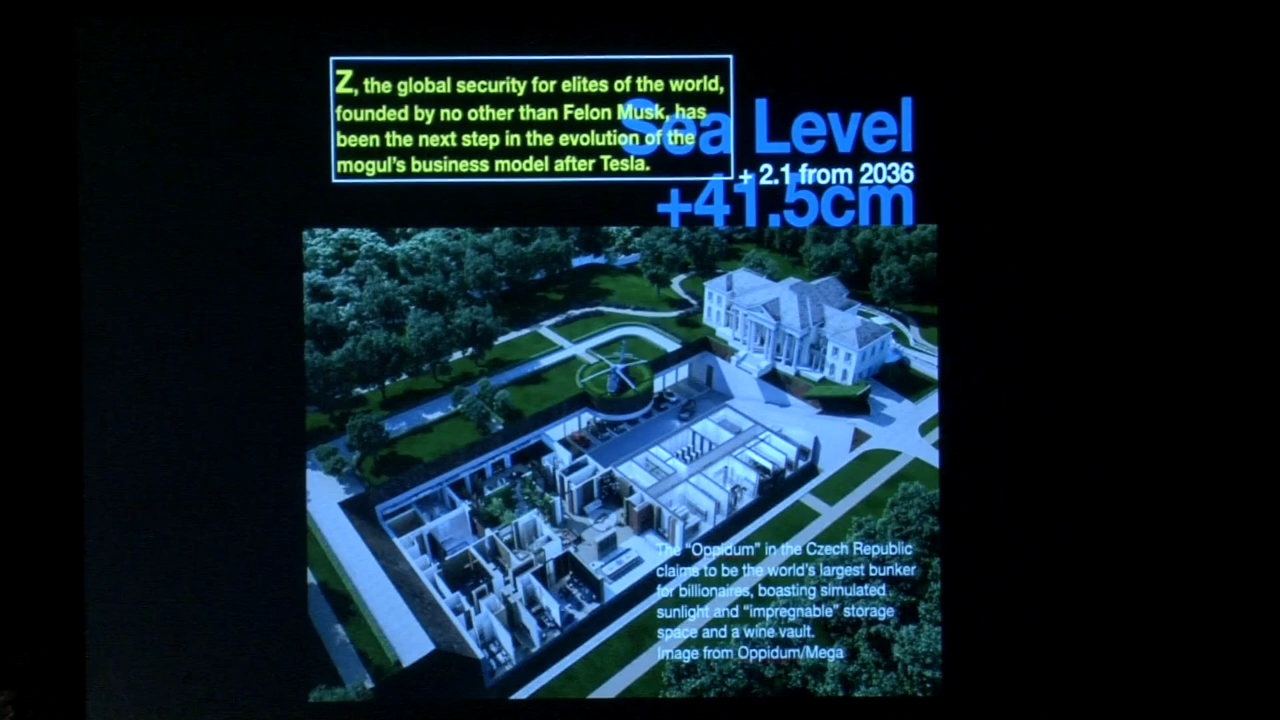 Z, the global security for elites of the world,
founded by no other than Felon Musk, has
been the next step in the evolution of the
mogul's business model after Tesla.
Sea Level
+ 2.1 from 2036
+41.5cm
The “Oppidum” in the Czech Republic
claims to be the world's largest bunker
for billionaires, boasting simulated
sunlight and “impregnable” storage
space and a wine vault.
Image from Oppidum/Mega